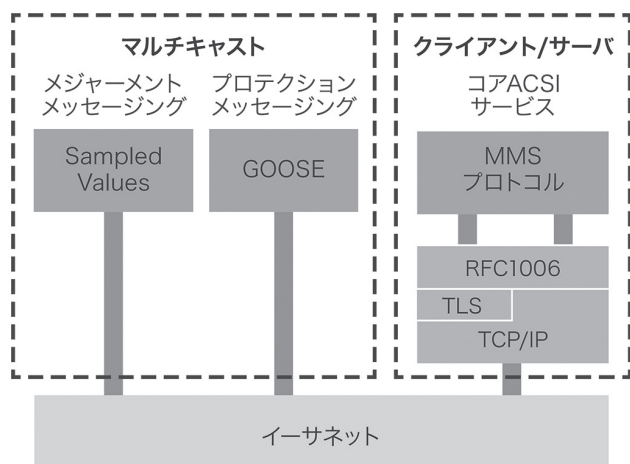 マルチキャスト
メジャーメント
メッセージング
プロテクション
メッセージング
Sampled
Values
GOOSE
クライアント/サーバ
コアACSI
サービス
MMS
プロトコル
RFC1006
TLS
TCP/IP
イーサネット